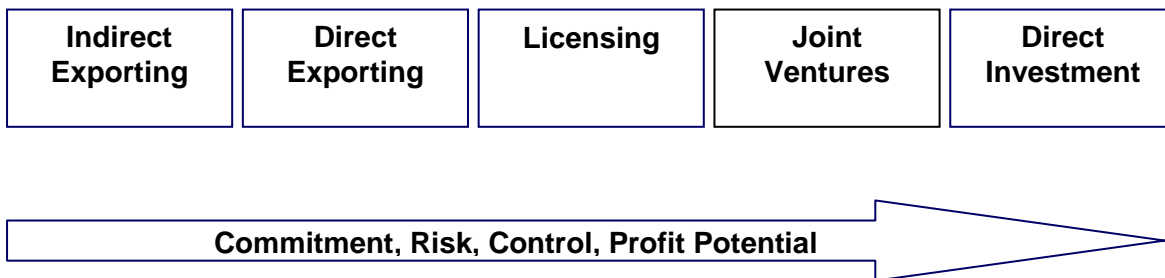 Indirect
Exporting
Direct
Exporting
Licensing
Joint
Ventures
Direct
Investment
Commitment, Risk, Control, Profit Potential